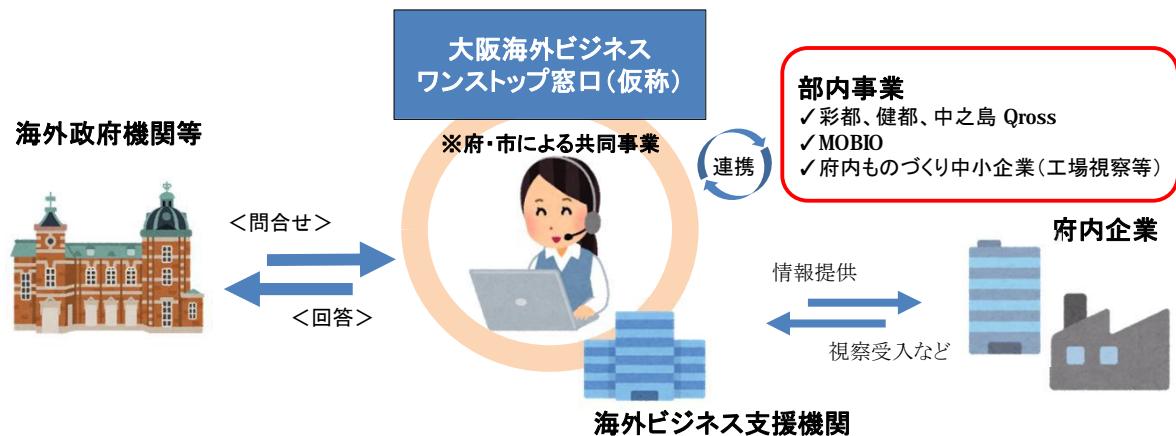 大阪海外ビジネス
ワンストップ窓口(仮称)
※府・市による共同事業
海外政府機関等
<問合せ>
<回答>
連携
部内事業
✓彩都、健都、中之島 Qross
✓MOBIO
✓府内ものづくり中小企業(工場視察等)
府内企業
情報提供
視察受入など
海外ビジネス支援機関